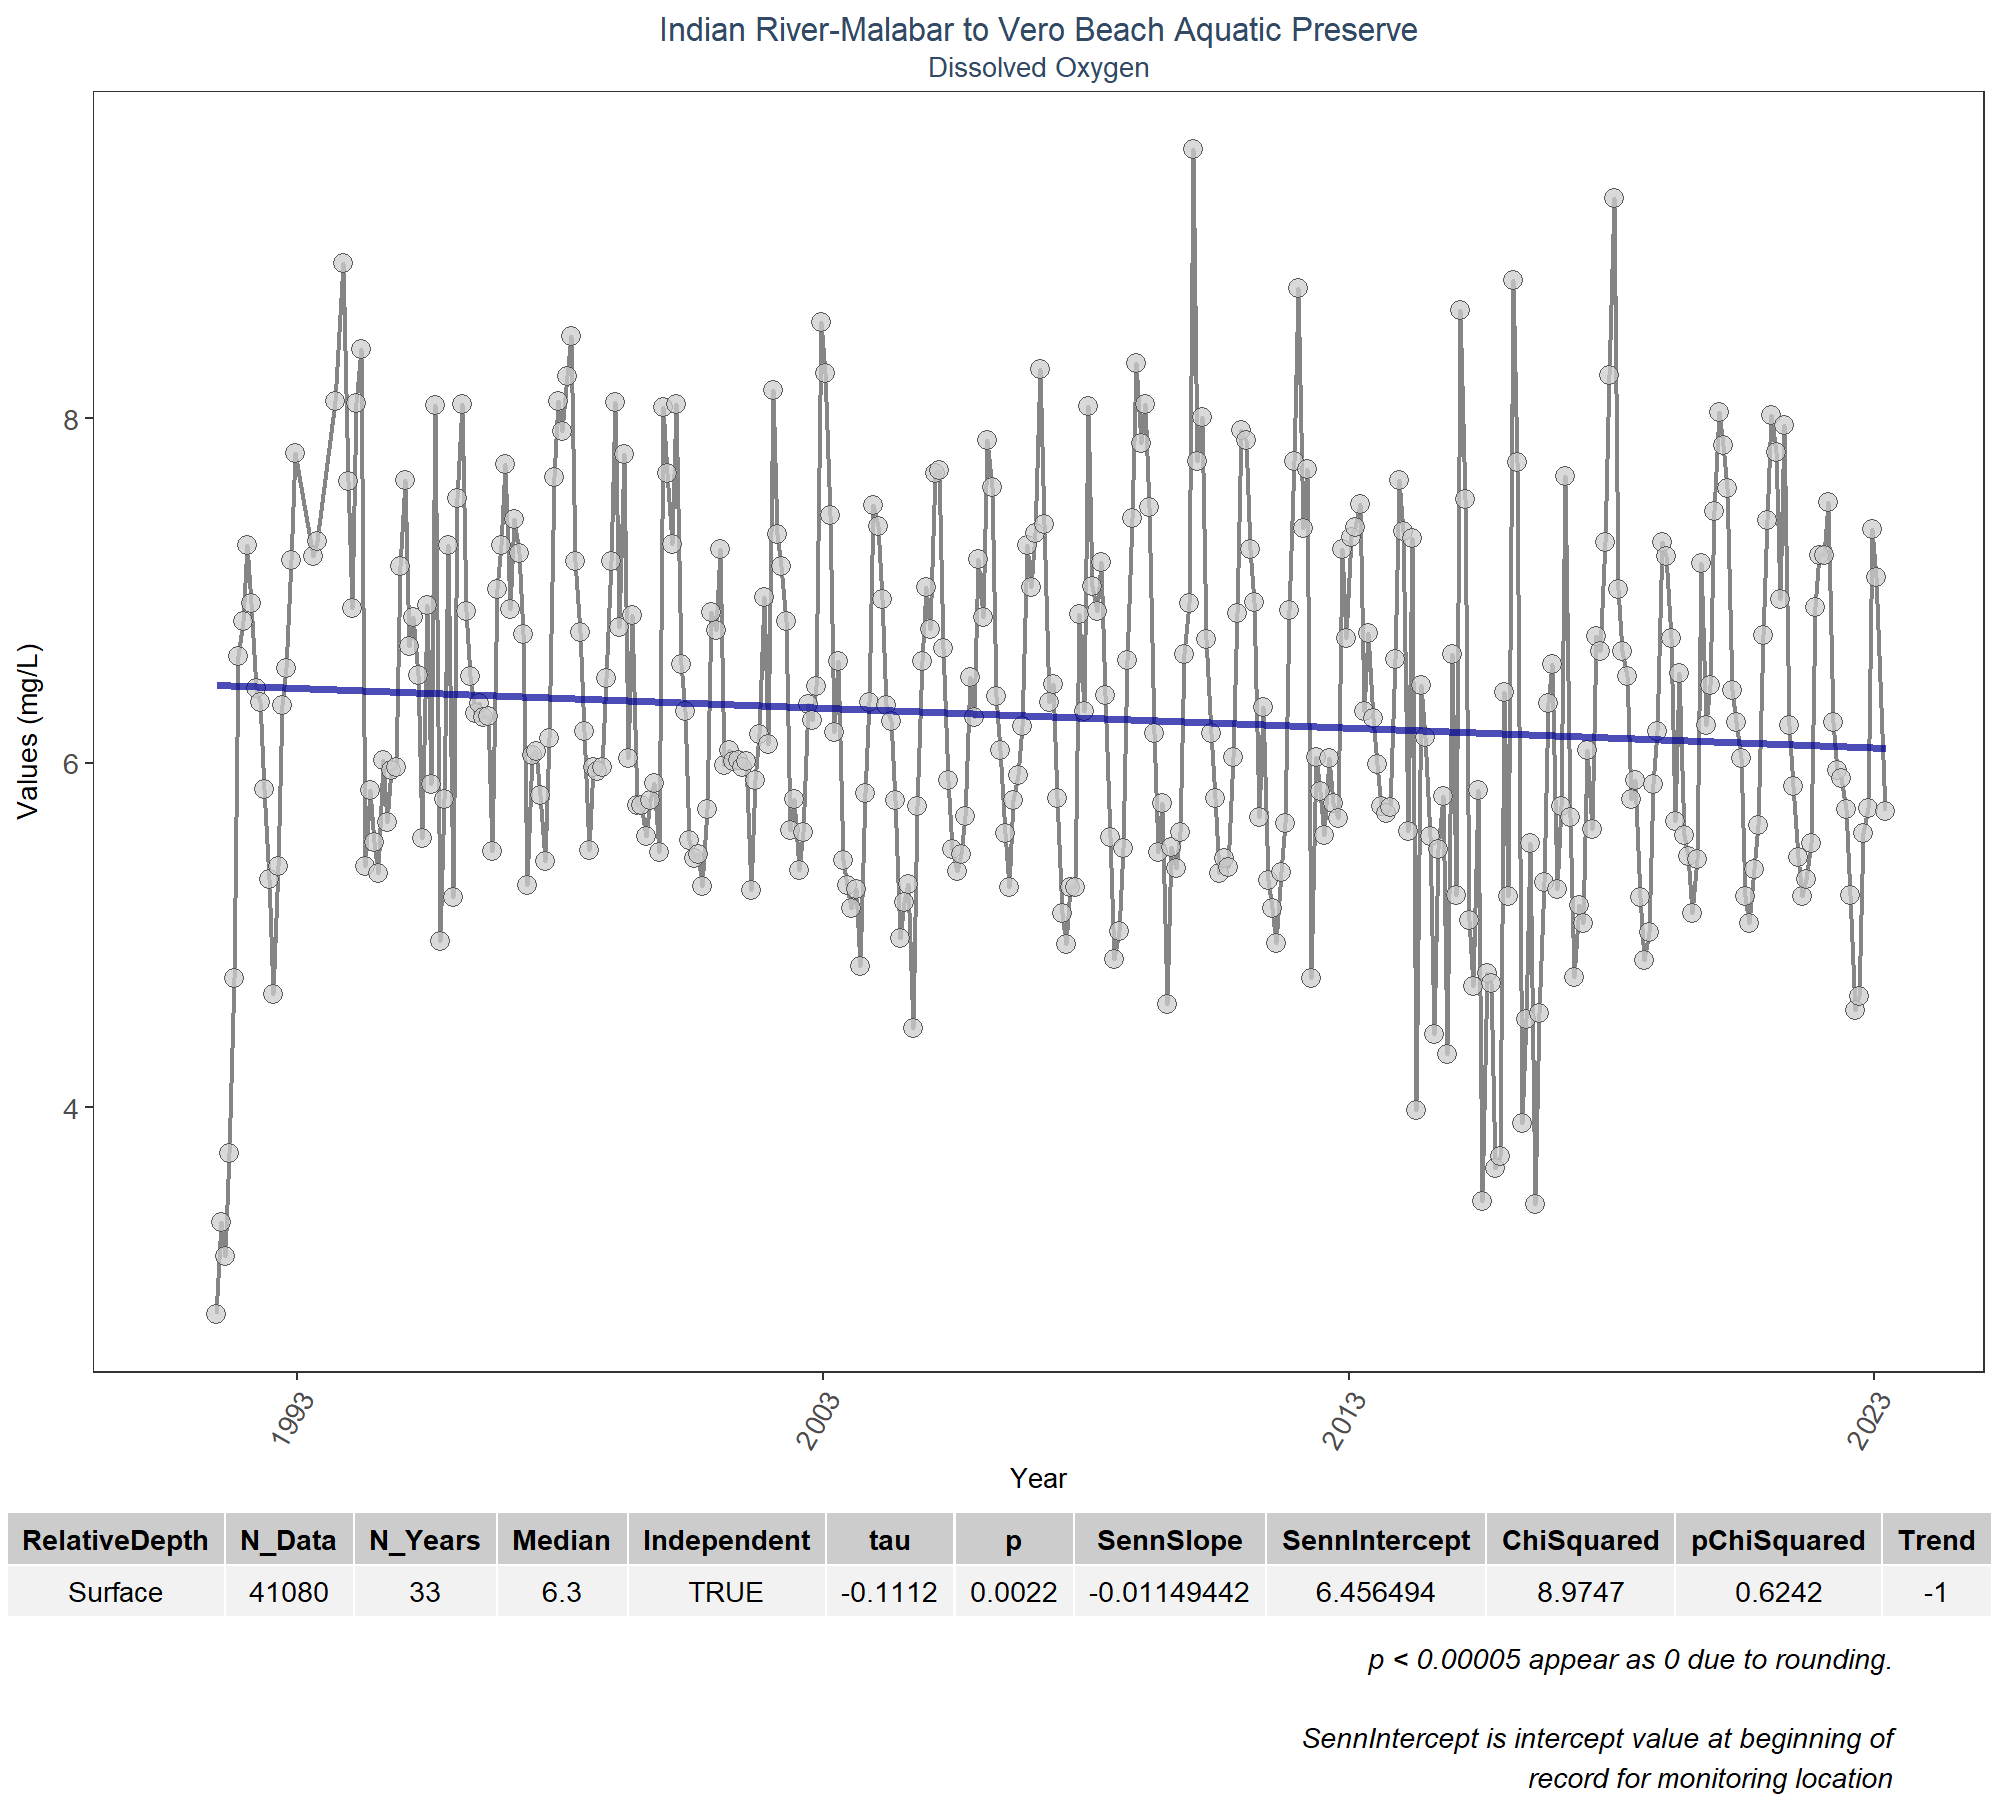 Indian River-Malabar to Vero Beach Aquatic Preserve
Dissolved Oxygen
Values (mg/L)
8
6
4
1993
2003
2013
2023
Year
RelativeDepth N_Data N_Years Median Independent tau p SennSlope SennIntercept ChiSquared pChiSquared Trend
Surface 41080 33 6.3 TRUE -0.1112 0.0022 -0.01149442 6.456494 8.9747 0.6242 -1
p < 0.00005 appear as 0 due to rounding.
SennIntercept is intercept value at beginning of
record for monitoring location